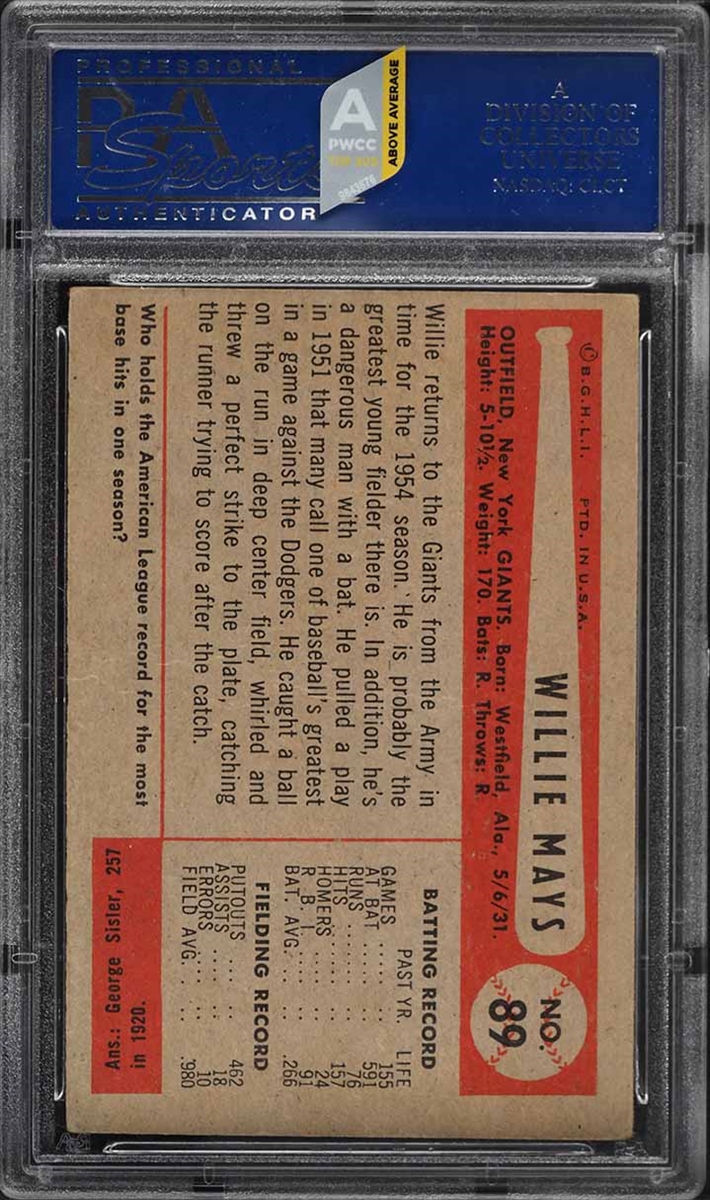 PROFESSIONAL
PSA
Sports
AUTHENTICATOR
A
PWCC
TOP 30%
9843676
ABOVE AVERAGE
A
DIVISION OF
COLLECTORS
UNIVERSE
NASDAQ: CLCT
© B.G.H.L.I. PTD. IN U.S.A.
WILLIE MAYS
NO.
89
OUTFIELD, New York GIANTS. Born: Westfield, Ala., 5/6/31.
Height: 5-10½. Weight: 170. Bats: R. Throws: R.
Willie returns to the Giants from the Army in
time for the 1954 season. He is probably the
greatest young fielder there is. In addition, he's
a dangerous man with a bat. He pulled a play
in 1951 that many call one of baseball's greatest
in a game against the Dodgers. He caught a ball
on the run in deep center field, whirled and
threw a perfect strike to the plate, catching
the runner trying to score after the catch.
BATTING RECORD
PAST YR. LIFE
GAMES ..... .. 155
AT BAT .... .. 591
RUNS ...... .. 76
HITS ...... .. 157
HOMERS .... .. 24
R. B. I. .... .. 91
BAT. AVG. .. .. .266
FIELDING RECORD
PUTOUTS .... .. 462
ASSISTS .... .. 18
ERRORS .... .. 10
FIELD AVG. . .. .980
Who holds the American League record for the most
base hits in one season?
Ans.: George Sisler, 257
in 1920.